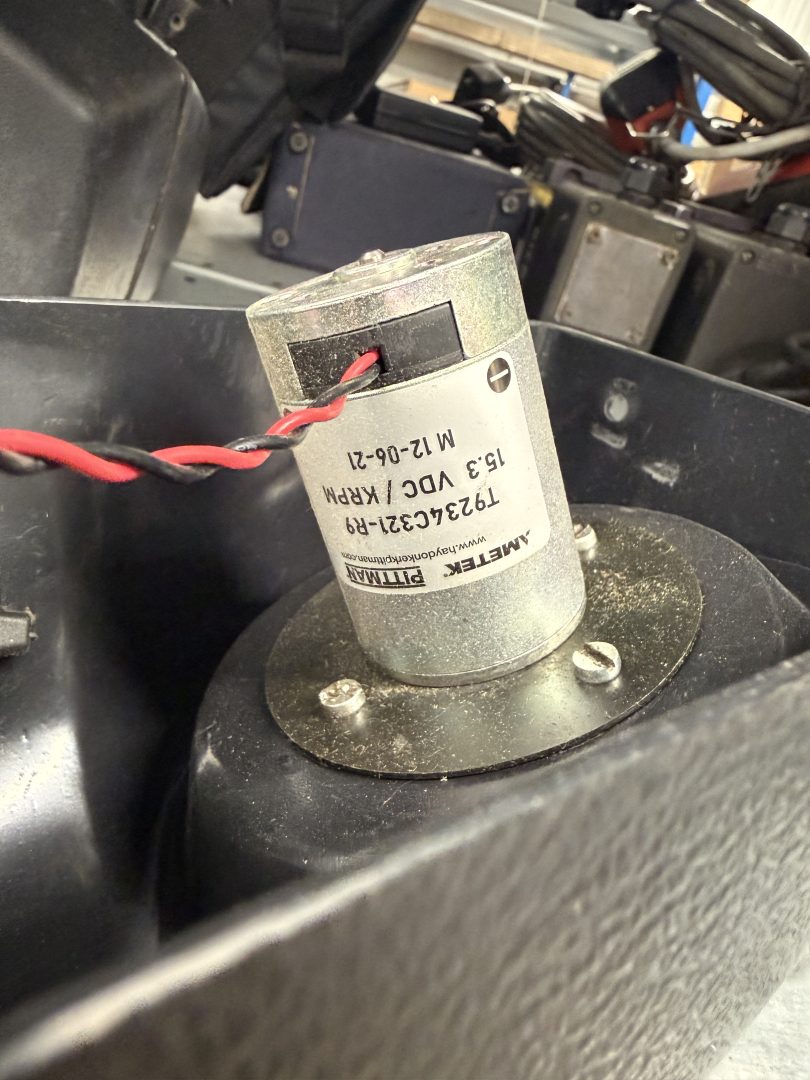 AMETEK® PITTMAN
www.haydonkerkpittman.com
T9234C321-R9
15.3 VDC / KRPM
M 12-06-21